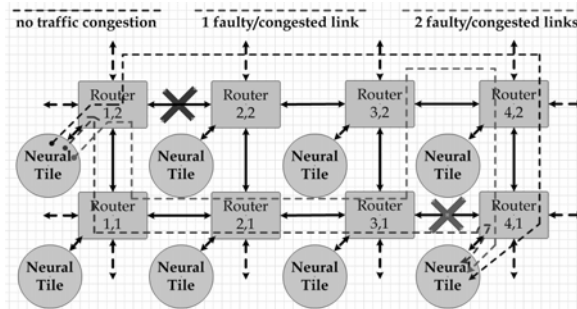 no traffic congestion 1 faulty/congested link 2 faulty/congested links
Router 1,2
Router 2,2
Router 3,2
Router 4,2
Neural Tile
Neural Tile
Neural Tile
Neural Tile
Router 1,1
Router 2,1
Router 3,1
Router 4,1
Neural Tile
Neural Tile
Neural Tile
Neural Tile